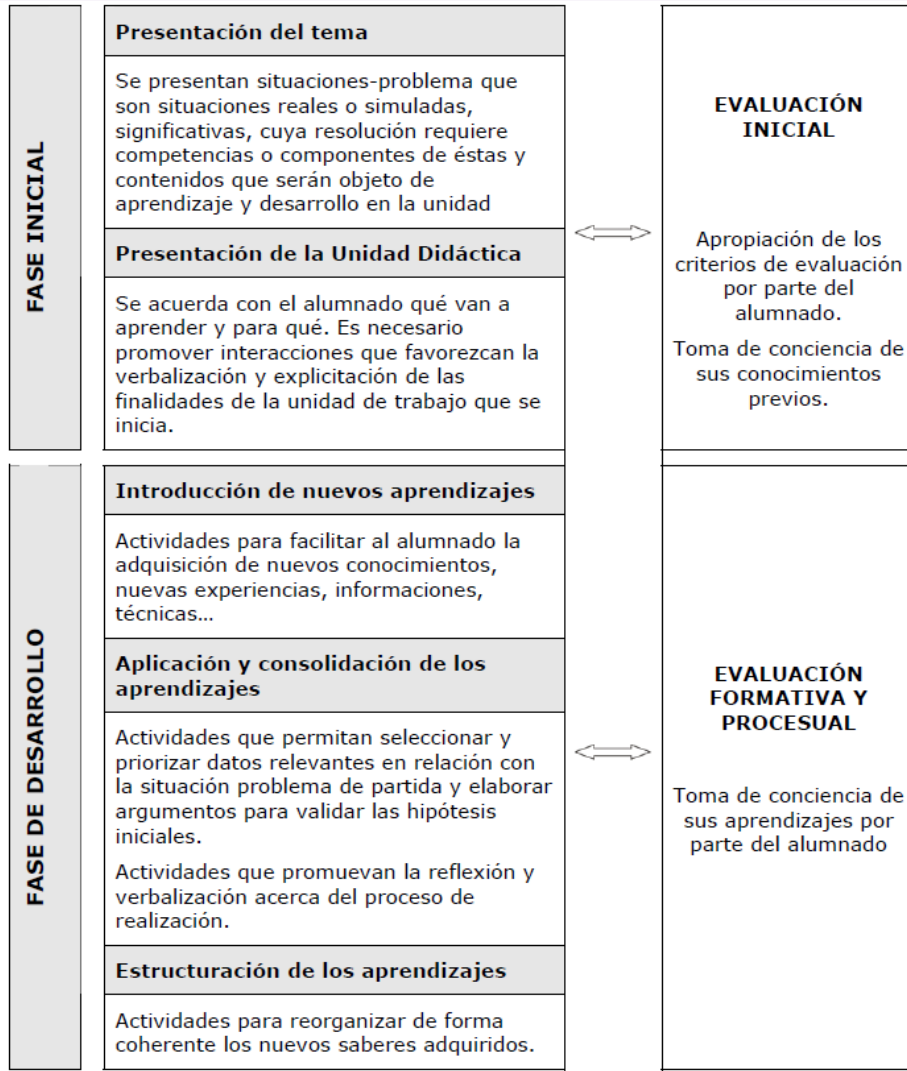 FASE INICIAL
Presentación del tema
Se presentan situaciones-problema que
son situaciones reales o simuladas,
significativas, cuya resolución requiere
competencias o componentes de éstas y
contenidos que serán objeto de
aprendizaje y desarrollo en la unidad
Presentación de la Unidad Didáctica
Se acuerda con el alumnado qué van a
aprender y para qué. Es necesario
promover interacciones que favorezcan la
verbalización y explicitación de las
finalidades de la unidad de trabajo que se
inicia.
EVALUACIÓN
INICIAL
Apropiación de los
criterios de evaluación
por parte del
alumnado.
Toma de conciencia de
sus conocimientos
previos.
FASE DE DESARROLLO
Introducción de nuevos aprendizajes
Actividades para facilitar al alumnado la
adquisición de nuevos conocimientos,
nuevas experiencias, informaciones,
técnicas…
Aplicación y consolidación de los
aprendizajes
Actividades que permitan seleccionar y
priorizar datos relevantes en relación con
la situación problema de partida y elaborar
argumentos para validar las hipótesis
iniciales.
Actividades que promuevan la reflexión y
verbalización acerca del proceso de
realización.
Estructuración de los aprendizajes
Actividades para reorganizar de forma
coherente los nuevos saberes adquiridos.
EVALUACIÓN
FORMATIVA Y
PROCESUAL
Toma de conciencia de
sus aprendizajes por
parte del alumnado